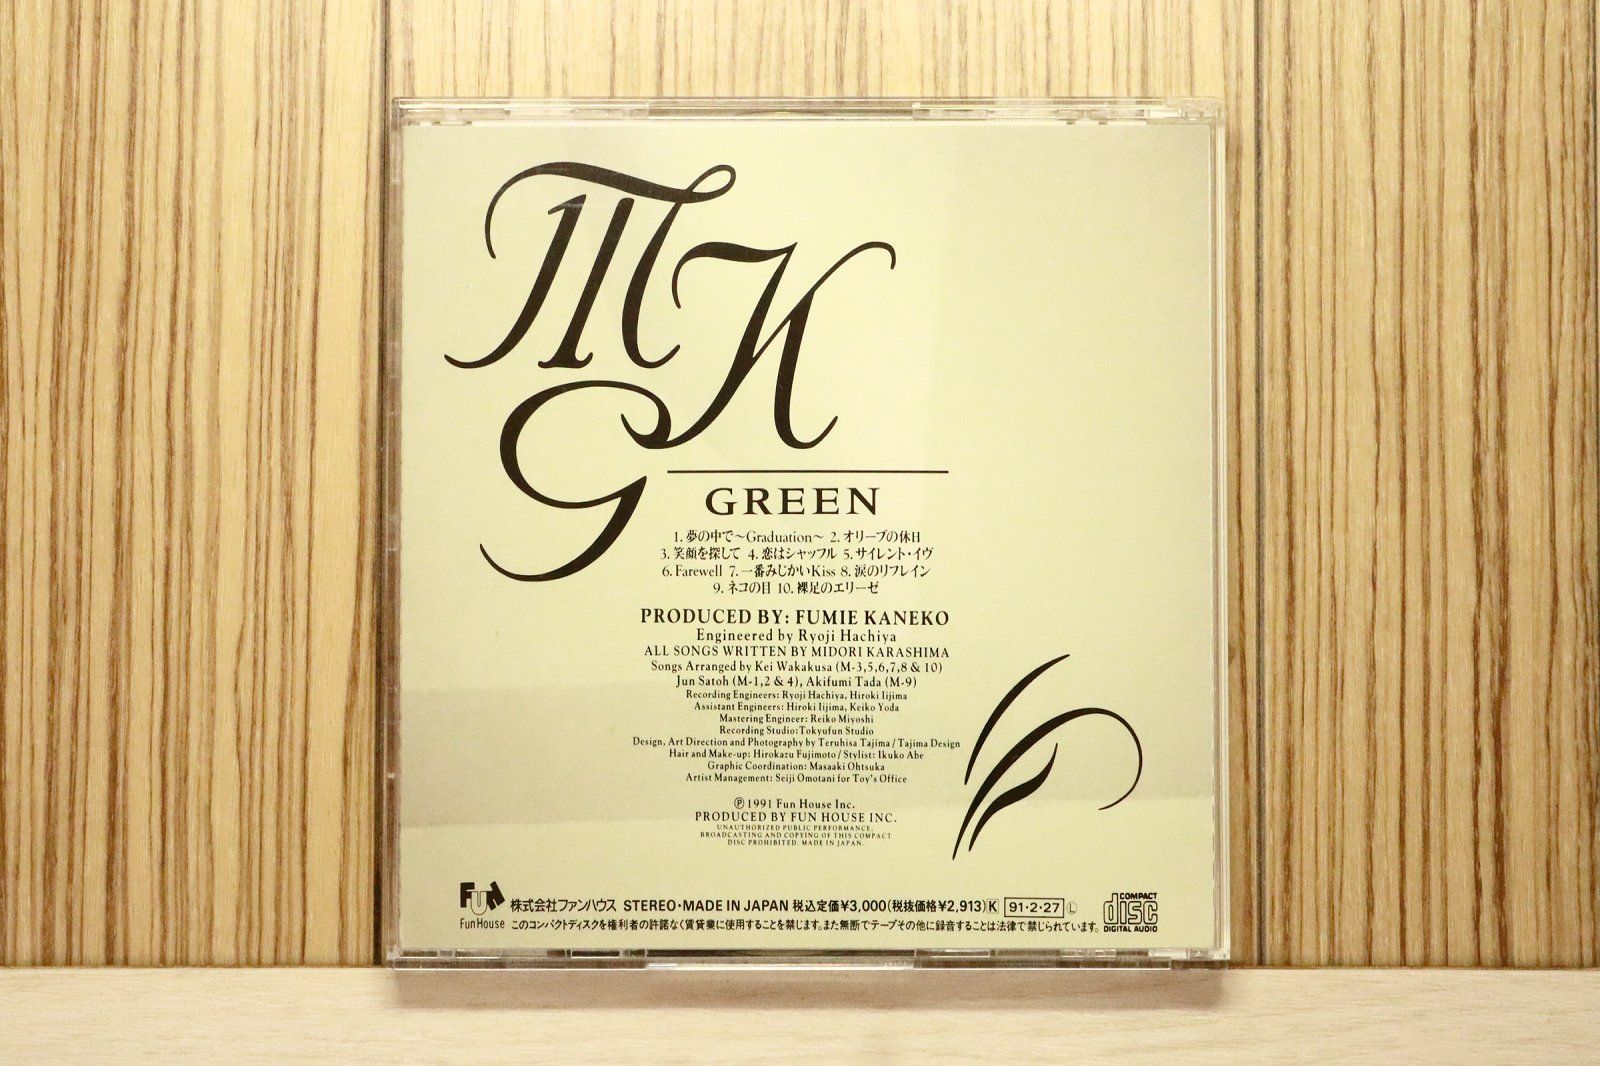 MK
G
GREEN
1. 夢の中で〜Graduation〜 2. オリーブの休日
3. 笑顔を探して 4. 恋はシャッフル 5. サイレント・イヴ
6. Farewell 7. 一番みじかいKiss 8. 涙のリフレイン
9. ネコの目 10. 裸足のエリーゼ
PRODUCED BY: FUMIE KANEKO
Engineered by Ryoji Hachiya
ALL SONGS WRITTEN BY MIDORI KARASHIMA
Songs Arranged by Kei Wakakusa (M-3,5,6,7,8 & 10)
Jun Satoh (M-1,2 & 4), Akifumi Tada (M-9)
Recording Engineers: Ryoji Hachiya, Hiroki Iijima
Assistant Engineers: Hiroki Iijima, Keiko Yoda
Mastering Engineer: Reiko Miyoshi
Recording Studio: Tokyufun Studio
Design, Art Direction and Photography by Teruhisa Tajima / Tajima Design
Hair and Make-up: Hirokazu Fujimoto / Stylist: Ikuko Abe
Graphic Coordination: Masaaki Ohtsuka
Artist Management: Seiji Omotani for Toy's Office
Ⓟ 1991 Fun House Inc.
PRODUCED BY FUN HOUSE INC.
UNAUTHORIZED PUBLIC PERFORMANCE,
BROADCASTING AND COPYING OF THIS COMPACT
DISC PROHIBITED. MADE IN JAPAN.
FUN 株式会社ファンハウス STEREO・MADE IN JAPAN 税込定価¥3,000(税抜価格¥2,913) K 91・2・27 Ⓛ COMPACT disc DIGITAL AUDIO
Fun House このコンパクトディスクを権利者の許諾なく賃貸業に使用することを禁じます。また無断でテープその他に録音することは法律で禁じられています。